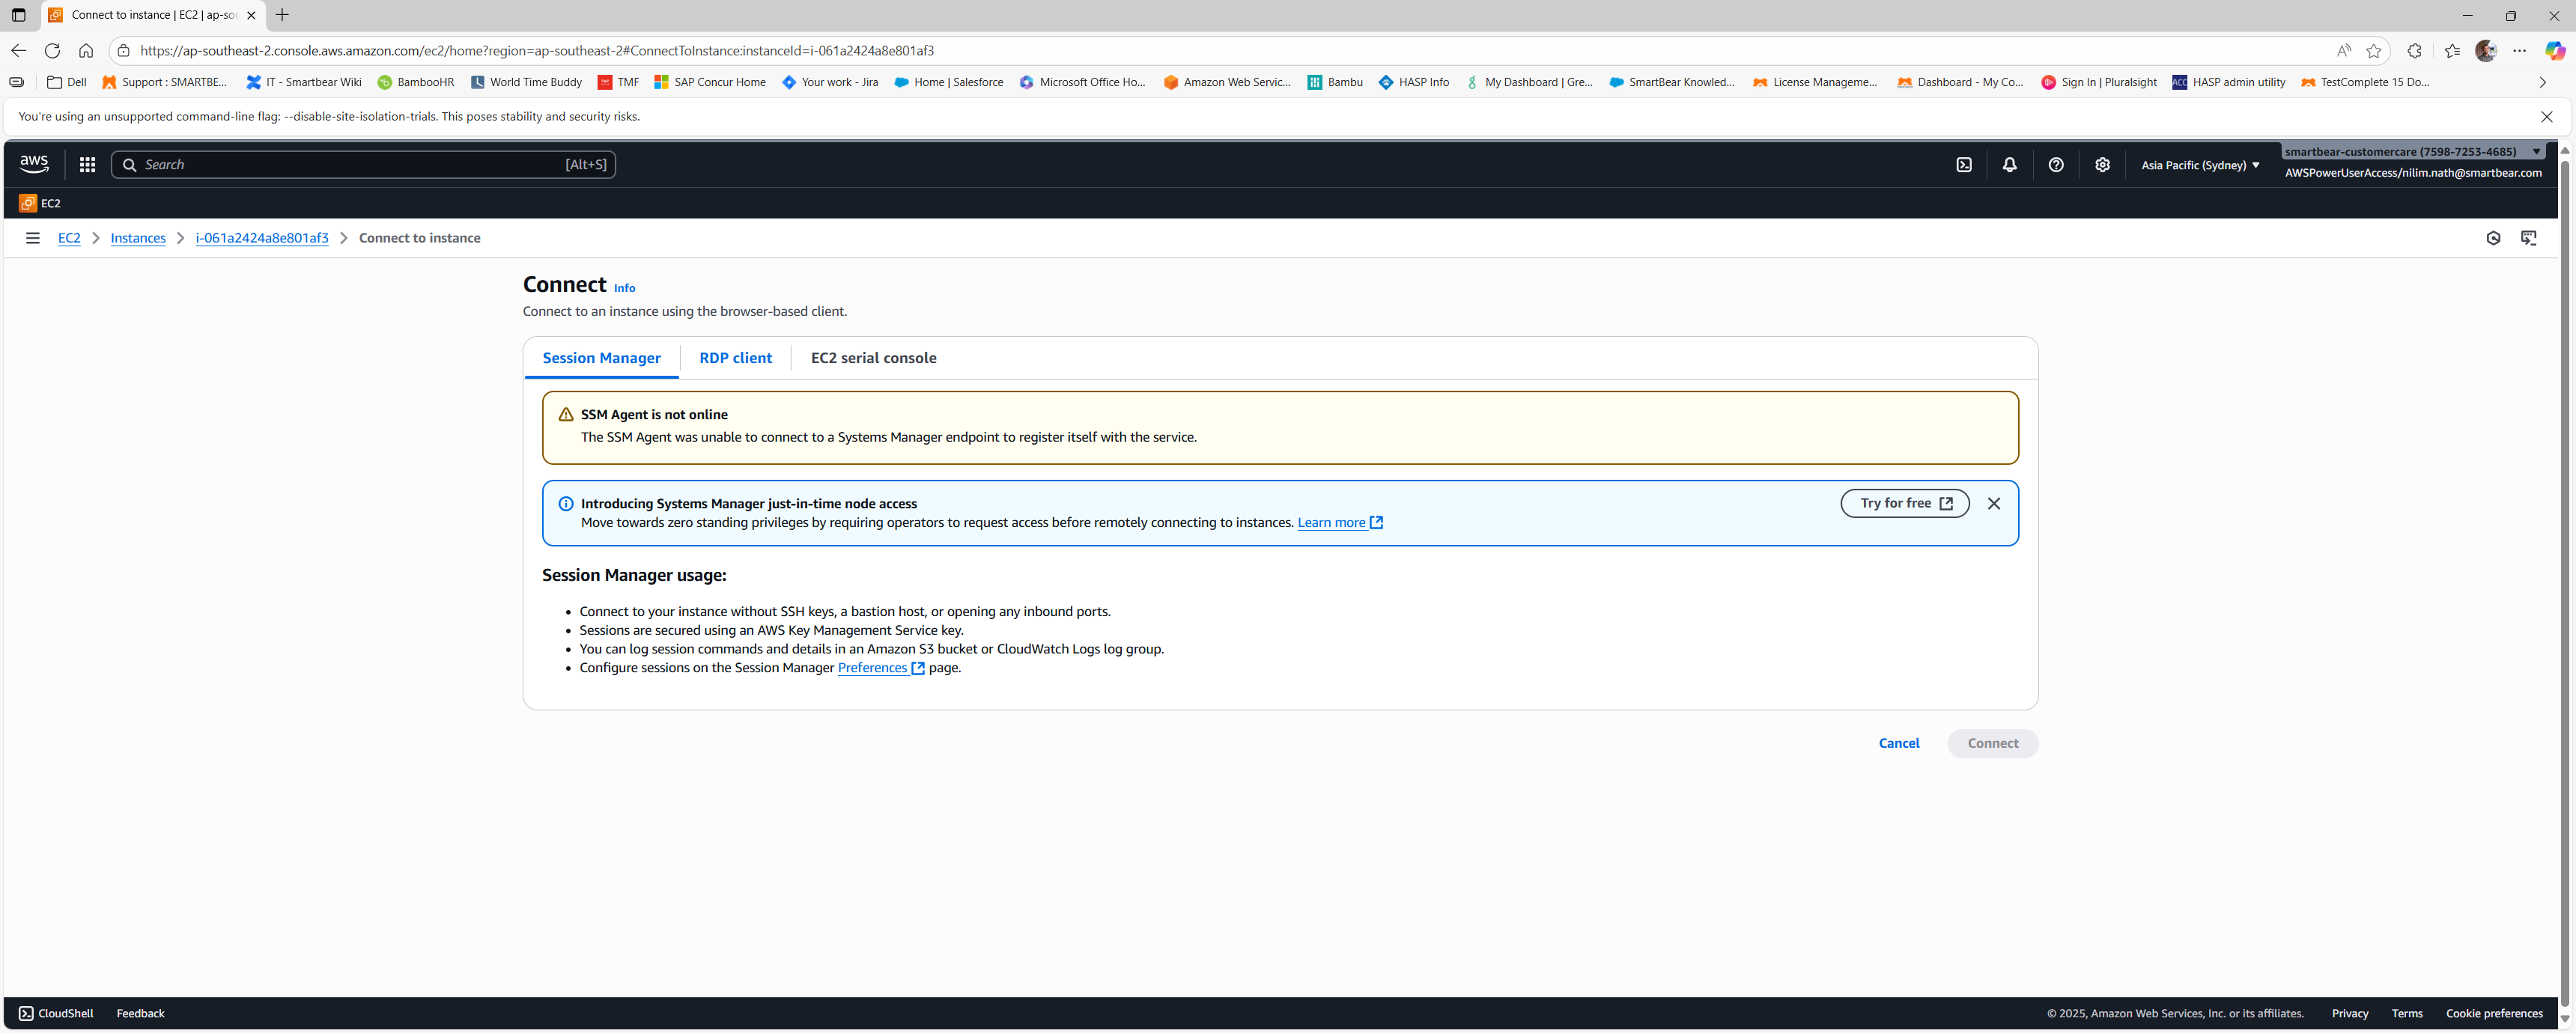 Connect to instance | EC2 | ap-sou
https://ap-southeast-2.console.aws.amazon.com/ec2/home?region=ap-southeast-2#ConnectToInstance:instanceId=i-061a2424a8e801af3
Dell
Support : SMARTBE...
IT - Smartbear Wiki
BambooHR
World Time Buddy
TMF
SAP Concur Home
Your work - Jira
Home | Salesforce
Microsoft Office Ho...
Amazon Web Servic...
Bambu
HASP Info
My Dashboard | Gre...
SmartBear Knowled...
License Manageme...
Dashboard - My Co...
Sign In | Pluralsight
ACC
HASP admin utility
TestComplete 15 Do...
You're using an unsupported command-line flag: --disable-site-isolation-trials. This poses stability and security risks.
aws
Search
[Alt+S]
Asia Pacific (Sydney)
smartbear-customercare (7598-7253-4685)
AWSPowerUserAccess/nilim.nath@smartbear.com
EC2
EC2
Instances
i-061a2424a8e801af3
Connect to instance
Connect Info
Connect to an instance using the browser-based client.
Session Manager
RDP client
EC2 serial console
SSM Agent is not online
The SSM Agent was unable to connect to a Systems Manager endpoint to register itself with the service.
Introducing Systems Manager just-in-time node access
Move towards zero standing privileges by requiring operators to request access before remotely connecting to instances. Learn more
Try for free
Session Manager usage:
• Connect to your instance without SSH keys, a bastion host, or opening any inbound ports.
• Sessions are secured using an AWS Key Management Service key.
• You can log session commands and details in an Amazon S3 bucket or CloudWatch Logs log group.
• Configure sessions on the Session Manager Preferences page.
Cancel
Connect
CloudShell
Feedback
© 2025, Amazon Web Services, Inc. or its affiliates.
Privacy
Terms
Cookie preferences